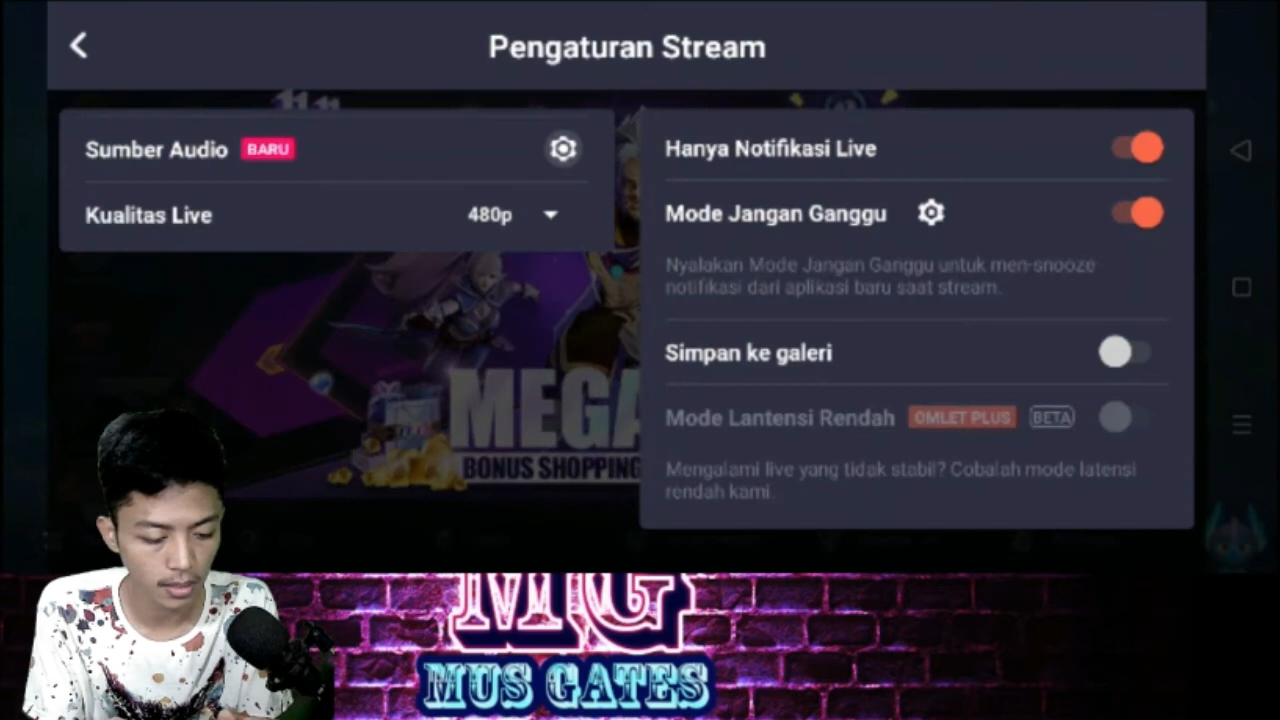 Pengaturan Stream
11.11
Sumber Audio BARU
Kualitas Live 480p
Hanya Notifikasi Live
Mode Jangan Ganggu
Nyalakan Mode Jangan Ganggu untuk men-snooze
notifikasi dari aplikasi baru saat stream.
Simpan ke galeri
Mode Lantensi Rendah OMLET PLUS BETA
Mengalami live yang tidak stabil? Cobalah mode latensi
rendah kami.
MEGA
BONUS SHOPPING
MG
MUS GATES